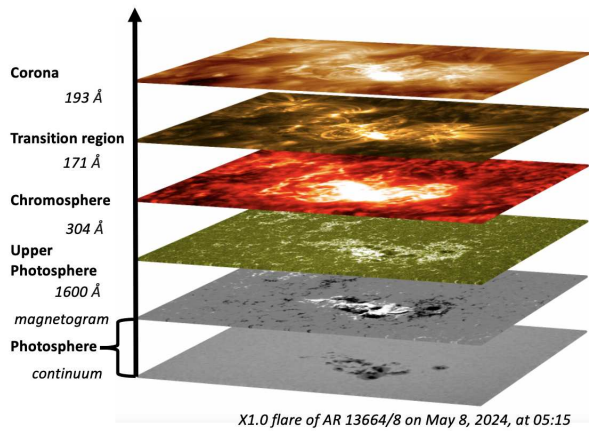 Corona
193 Å
Transition region
171 Å
Chromosphere
304 Å
Upper
Photosphere
1600 Å
magnetogram
Photosphere
continuum
X1.0 flare of AR 13664/8 on May 8, 2024, at 05:15